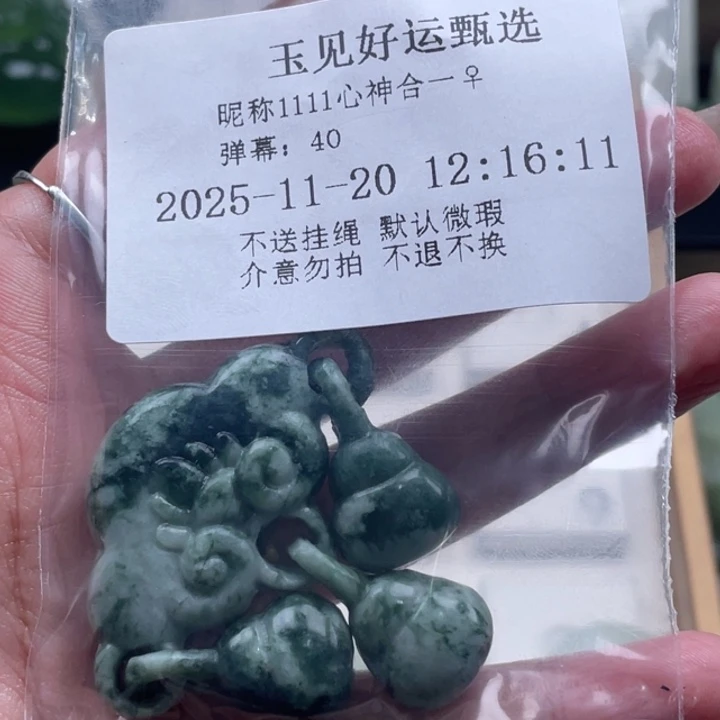 玉见好运甄选
昵称1111心神合一♀
弹幕：40
2025-11-20 12:16:11
不送挂绳 默认微瑕
介意勿拍 不退不换